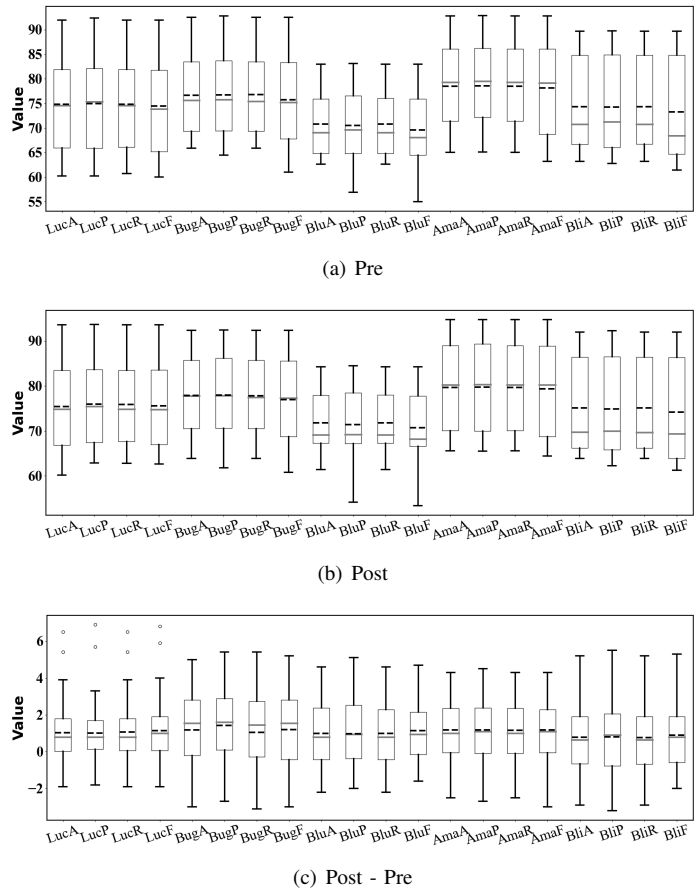 90
85
80
75
70
65
60
55
Value
LucA LucP LucR LucF BugA BugP BugR BugF BluA BluP BluR BluF AmaA AmaP AmaR AmaF BliA BliP BliR BliF
(a) Pre
90
80
70
60
Value
LucA LucP LucR LucF BugA BugP BugR BugF BluA BluP BluR BluF AmaA AmaP AmaR AmaF BliA BliP BliR BliF
(b) Post
6
4
2
0
−2
Value
LucA LucP LucR LucF BugA BugP BugR BugF BluA BluP BluR BluF AmaA AmaP AmaR AmaF BliA BliP BliR BliF
(c) Post - Pre